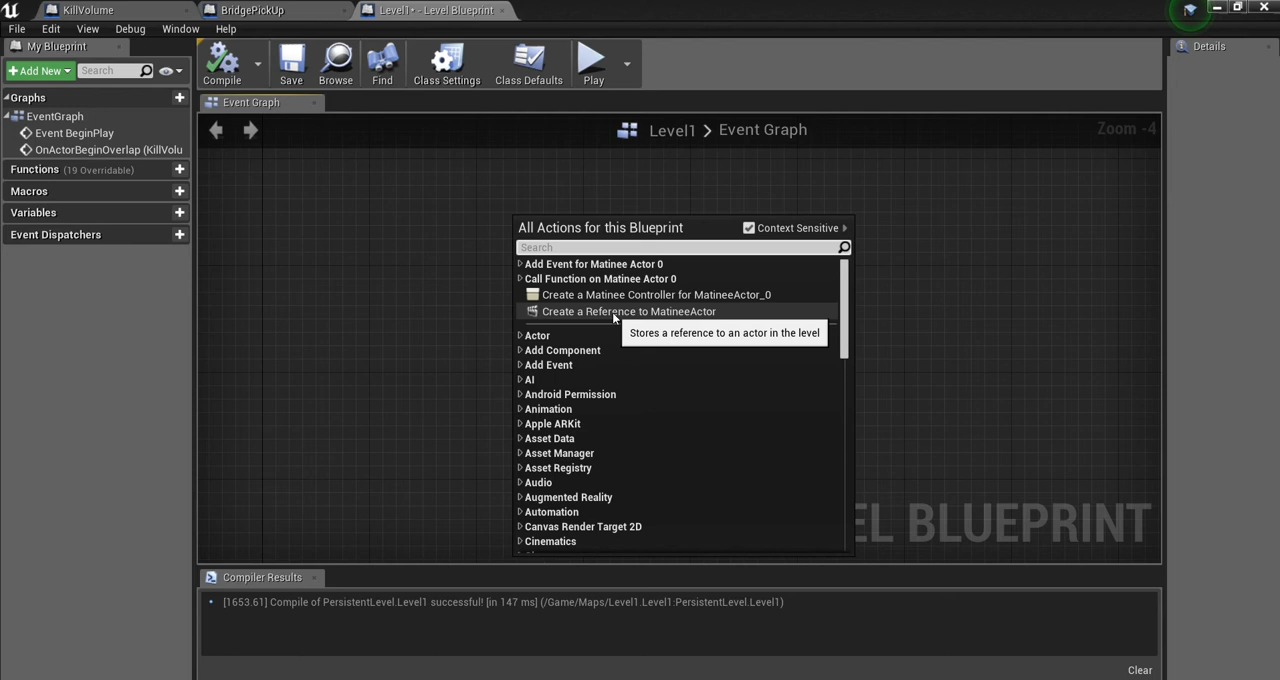 KillVolume
BridgePickUp
Level1* - Level Blueprint
File Edit View Debug Window Help
My Blueprint
Details
Add New
Search
Compile
Save
Browse
Find
Class Settings
Class Defaults
Play
Graphs
EventGraph
Event BeginPlay
OnActorBeginOverlap (KillVolu
Functions (19 Overridable)
Macros
Variables
Event Dispatchers
Event Graph
Level1 > Event Graph
Zoom -4
All Actions for this Blueprint
Context Sensitive
Search
Add Event for Matinee Actor 0
Call Function on Matinee Actor 0
Create a Matinee Controller for MatineeActor_0
Create a Reference to MatineeActor
Stores a reference to an actor in the level
Actor
Add Component
Add Event
AI
Android Permission
Animation
Apple ARKit
Asset Data
Asset Manager
Asset Registry
Audio
Augmented Reality
Automation
Canvas Render Target 2D
Cinematics
EL BLUEPRINT
Compiler Results
[1653.61] Compile of PersistentLevel.Level1 successful! [in 147 ms] (/Game/Maps/Level1.Level1:PersistentLevel.Level1)
Clear